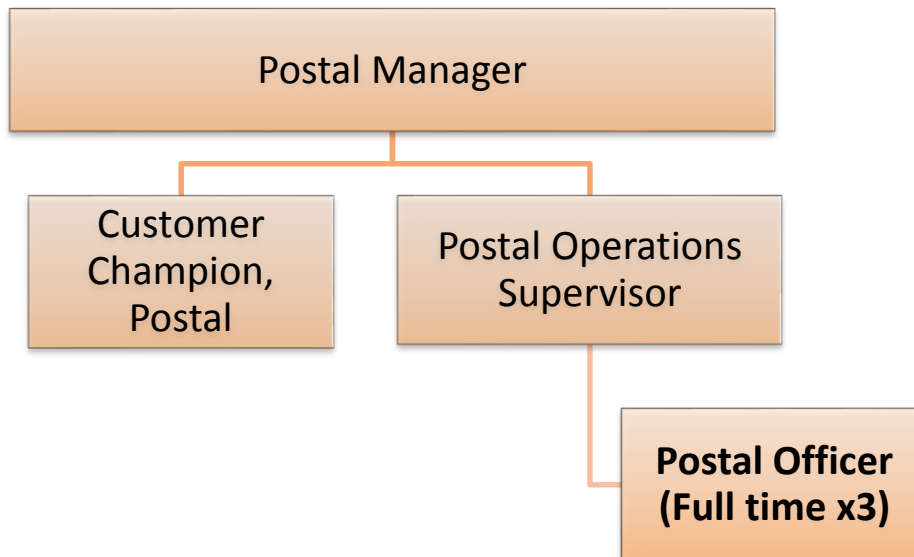 Postal Manager
Customer
Champion,
Postal
Postal Operations
Supervisor
Postal Officer
(Full time x3)